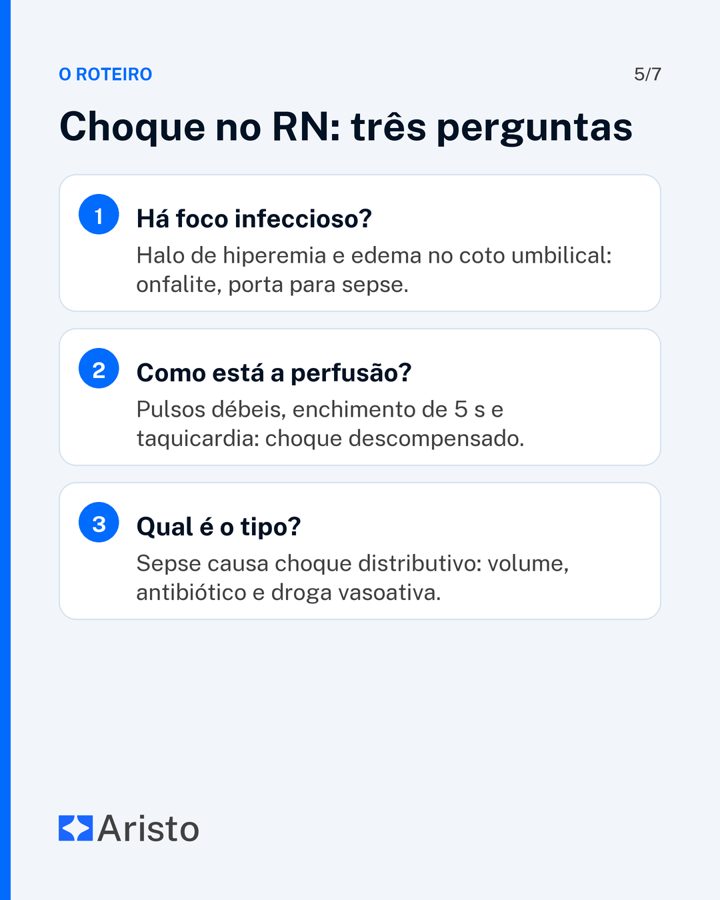 O ROTEIRO
5/7
Choque no RN: três perguntas
1
Há foco infeccioso?
Halo de hiperemia e edema no coto umbilical:
onfalite, porta para sepse.
2
Como está a perfusão?
Pulsos débeis, enchimento de 5 s e
taquicardia: choque descompensado.
3
Qual é o tipo?
Sepse causa choque distributivo: volume,
antibiótico e droga vasoativa.
Aristo